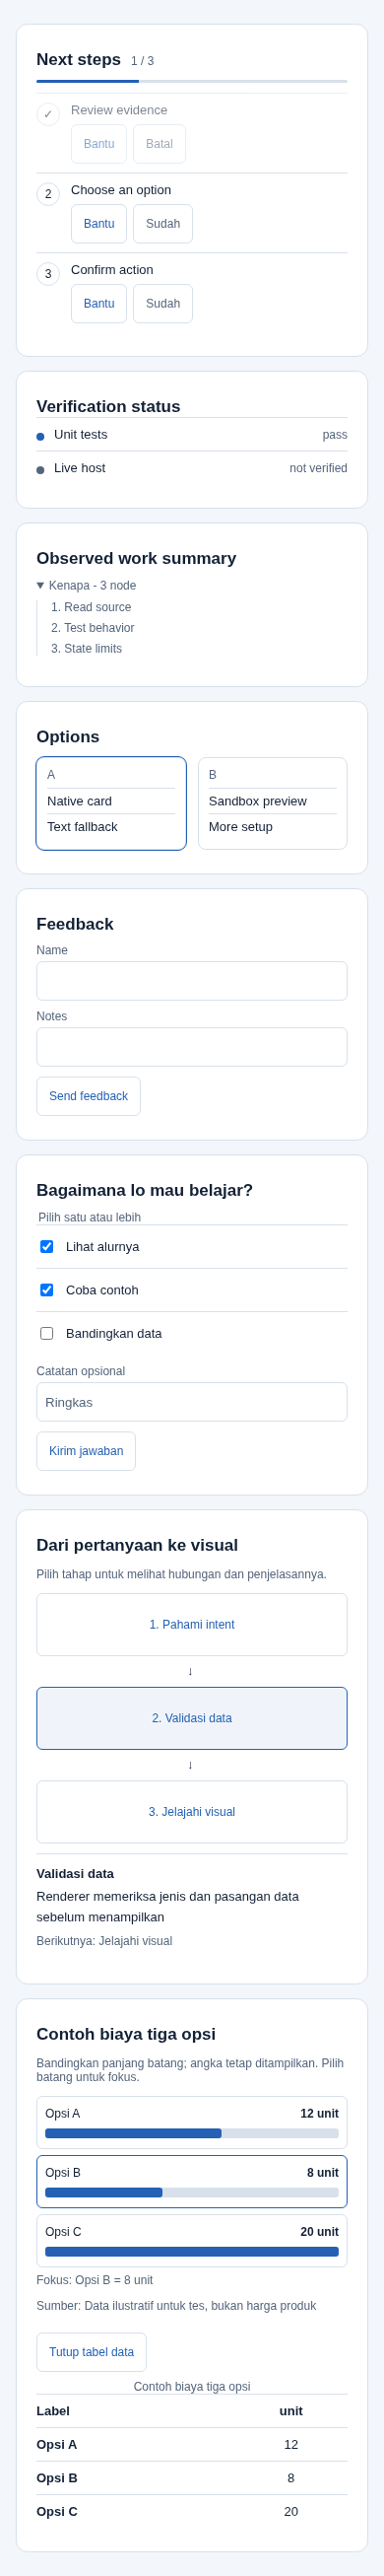 Next steps 1 / 3
✓ Review evidence
Bantu Batal
2 Choose an option
Bantu Sudah
3 Confirm action
Bantu Sudah
Verification status
Unit tests pass
Live host not verified
Observed work summary
▼ Kenapa - 3 node
1. Read source
2. Test behavior
3. State limits
Options
A
Native card
Text fallback
B
Sandbox preview
More setup
Feedback
Name
Notes
Send feedback
Bagaimana lo mau belajar?
Pilih satu atau lebih
Lihat alurnya
Coba contoh
Bandingkan data
Catatan opsional
Ringkas
Kirim jawaban
Dari pertanyaan ke visual
Pilih tahap untuk melihat hubungan dan penjelasannya.
1. Pahami intent
↓
2. Validasi data
↓
3. Jelajahi visual
Validasi data
Renderer memeriksa jenis dan pasangan data
sebelum menampilkan
Berikutnya: Jelajahi visual
Contoh biaya tiga opsi
Bandingkan panjang batang; angka tetap ditampilkan. Pilih
batang untuk fokus.
Opsi A 12 unit
Opsi B 8 unit
Opsi C 20 unit
Fokus: Opsi B = 8 unit
Sumber: Data ilustratif untuk tes, bukan harga produk
Tutup tabel data
Contoh biaya tiga opsi
Label unit
Opsi A 12
Opsi B 8
Opsi C 20